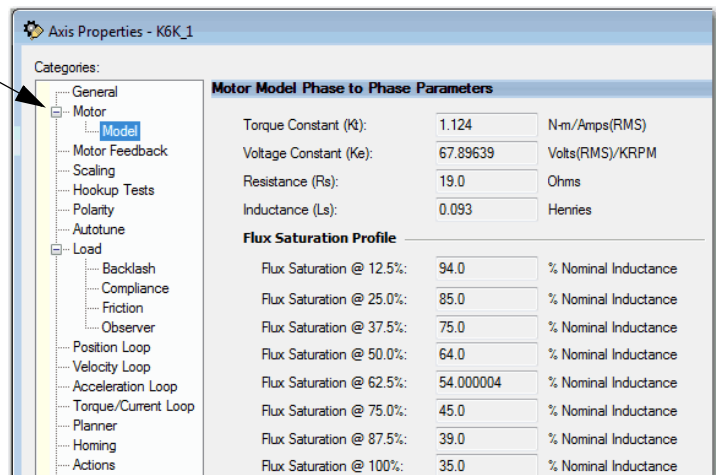 Axis Properties - K6K_1
Categories:
General
Motor
Model
Motor Feedback
Scaling
Hookup Tests
Polarity
Autotune
Load
Backlash
Compliance
Friction
Observer
Position Loop
Velocity Loop
Acceleration Loop
Torque/Current Loop
Planner
Homing
Actions
Motor Model Phase to Phase Parameters
Torque Constant (Kt): 1.124 N-m/Amps(RMS)
Voltage Constant (Ke): 67.89639 Volts(RMS)/KRPM
Resistance (Rs): 19.0 Ohms
Inductance (Ls): 0.093 Henries
Flux Saturation Profile
Flux Saturation @ 12.5%: 94.0 % Nominal Inductance
Flux Saturation @ 25.0%: 85.0 % Nominal Inductance
Flux Saturation @ 37.5%: 75.0 % Nominal Inductance
Flux Saturation @ 50.0%: 64.0 % Nominal Inductance
Flux Saturation @ 62.5%: 54.000004 % Nominal Inductance
Flux Saturation @ 75.0%: 45.0 % Nominal Inductance
Flux Saturation @ 87.5%: 39.0 % Nominal Inductance
Flux Saturation @ 100%: 35.0 % Nominal Inductance